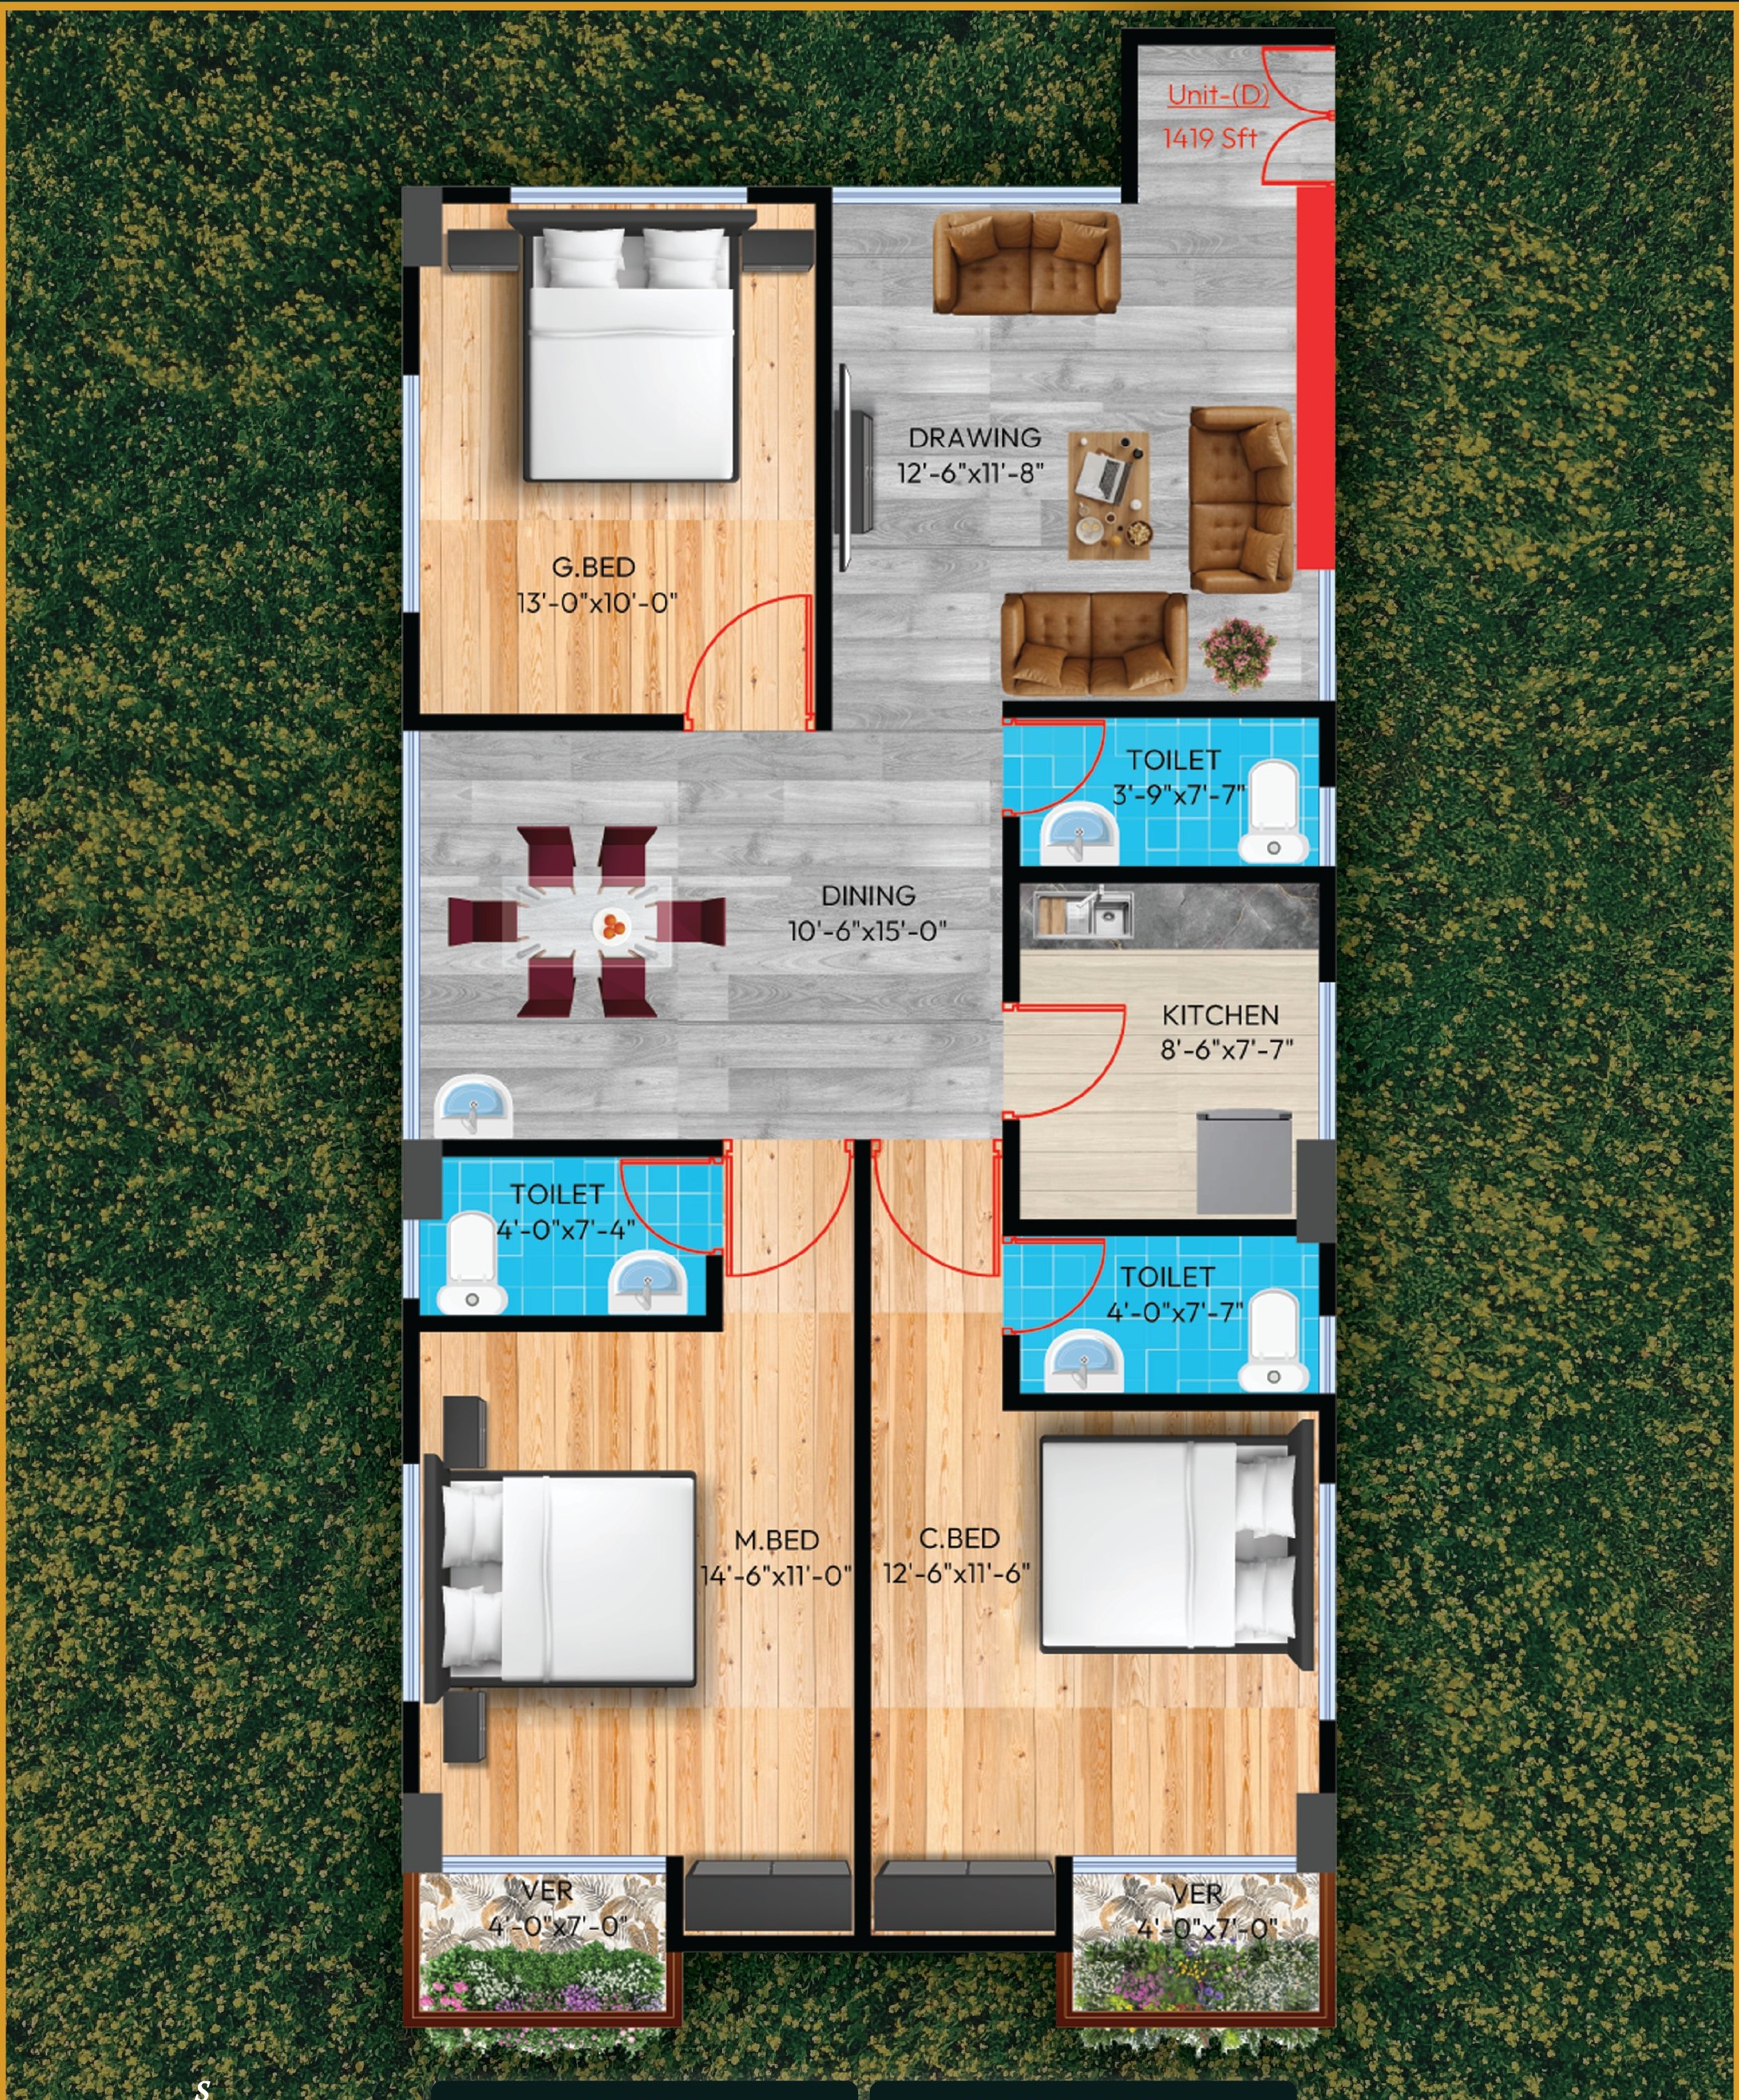 Unit-(D)
1419 Sft
DRAWING
12'-6"x11'-8"
G.BED
13'-0"x10'-0"
TOILET
3'-9"x7'-7"
DINING
10'-6"x15'-0"
KITCHEN
8'-6"x7'-7"
TOILET
4'-0"x7'-4"
TOILET
4'-0"x7'-7"
M.BED
14'-6"x11'-0"
C.BED
12'-6"x11'-6"
VER
4'-0"x7'-0"
VER
4'-0"x7'-0"
s